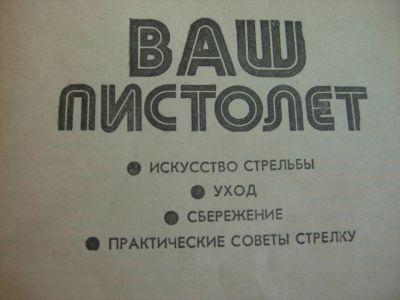 ВАШ
ПИСТОЛЕТ
● ИСКУССТВО СТРЕЛЬБЫ
● УХОД
● СБЕРЕЖЕНИЕ
● ПРАКТИЧЕСКИЕ СОВЕТЫ СТРЕЛКУ